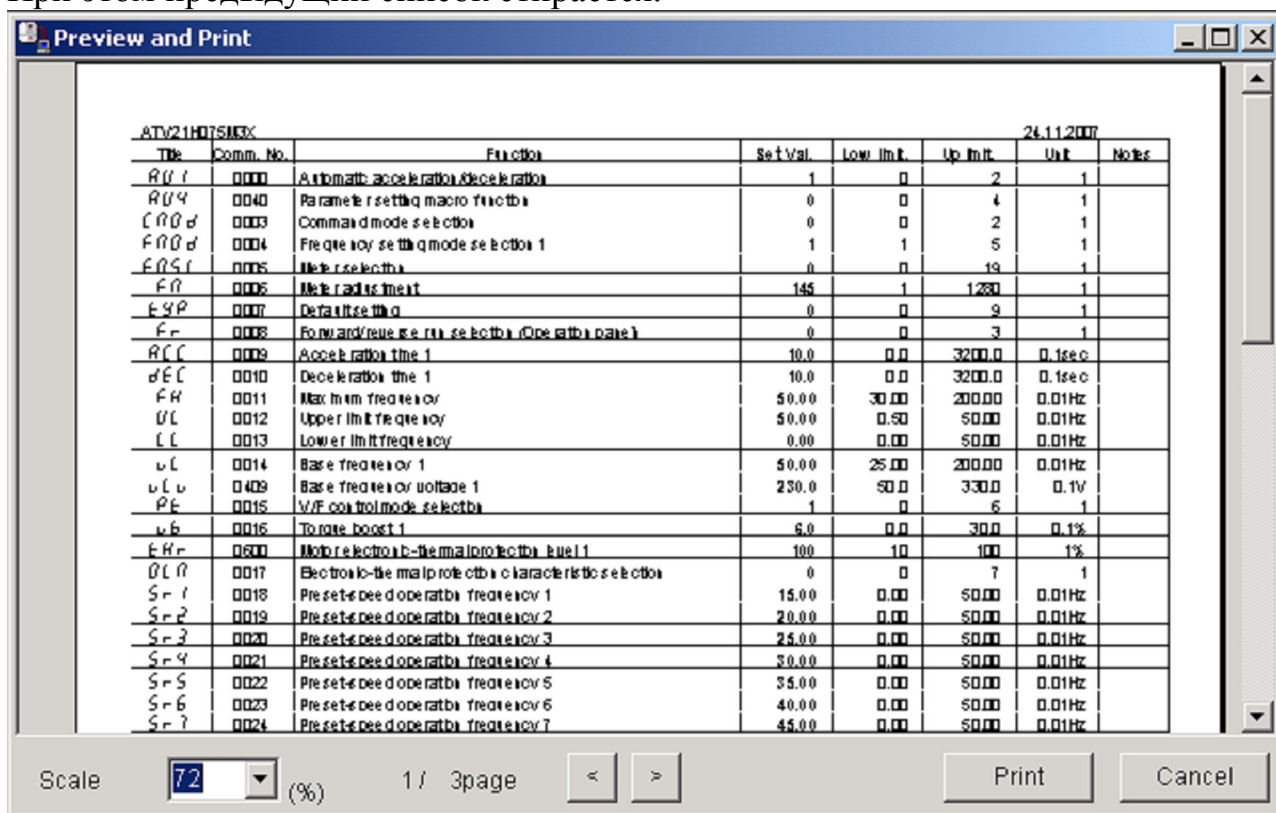 При этом предыдущий список стирается.
Preview and Print
ATV21H075M3X 24.11.2007
Title Comm. No. Function Set Val. Low limit. Up limit. Unit Notes
AU1 0000 Automatic acceleration/deceleration 1 0 2 1
AU4 0040 Parameter setting macro function 0 0 4 1
CMOd 0003 Command mode selection 0 0 2 1
FMOd 0004 Frequency setting mode selection 1 1 1 5 1
FMSL 0005 Meter selection 0 0 19 1
FM 0006 Meter adjustment 145 1 1280 1
tYP 0007 Default setting 0 0 9 1
Fr 0008 Forward/reverse run selection (Operation panel) 0 0 3 1
ACC 0009 Acceleration time 1 10.0 0.0 3200.0 0.1sec
dEC 0010 Deceleration time 1 10.0 0.0 3200.0 0.1sec
FH 0011 Maximum frequency 50.00 30.00 200.00 0.01Hz
UL 0012 Upper limit frequency 50.00 0.50 50.00 0.01Hz
LL 0013 Lower limit frequency 0.00 0.00 50.00 0.01Hz
vL 0014 Base frequency 1 50.00 25.00 200.00 0.01Hz
vLv 0409 Base frequency voltage 1 230.0 50.0 330.0 0.1V
Pt 0015 V/F control mode selection 1 0 6 1
vb 0016 Torque boost 1 6.0 0.0 30.0 0.1%
tHr 0600 Motor electronic-thermal protection level 1 100 10 100 1%
OLM 0017 Electronic-thermal protection characteristic selection 0 0 7 1
Sr1 0018 Preset-speed operation frequency 1 15.00 0.00 50.00 0.01Hz
Sr2 0019 Preset-speed operation frequency 2 20.00 0.00 50.00 0.01Hz
Sr3 0020 Preset-speed operation frequency 3 25.00 0.00 50.00 0.01Hz
Sr4 0021 Preset-speed operation frequency 4 30.00 0.00 50.00 0.01Hz
Sr5 0022 Preset-speed operation frequency 5 35.00 0.00 50.00 0.01Hz
Sr6 0023 Preset-speed operation frequency 6 40.00 0.00 50.00 0.01Hz
Sr7 0024 Preset-speed operation frequency 7 45.00 0.00 50.00 0.01Hz
Scale 72 (%) 1 / 3page < > Print Cancel